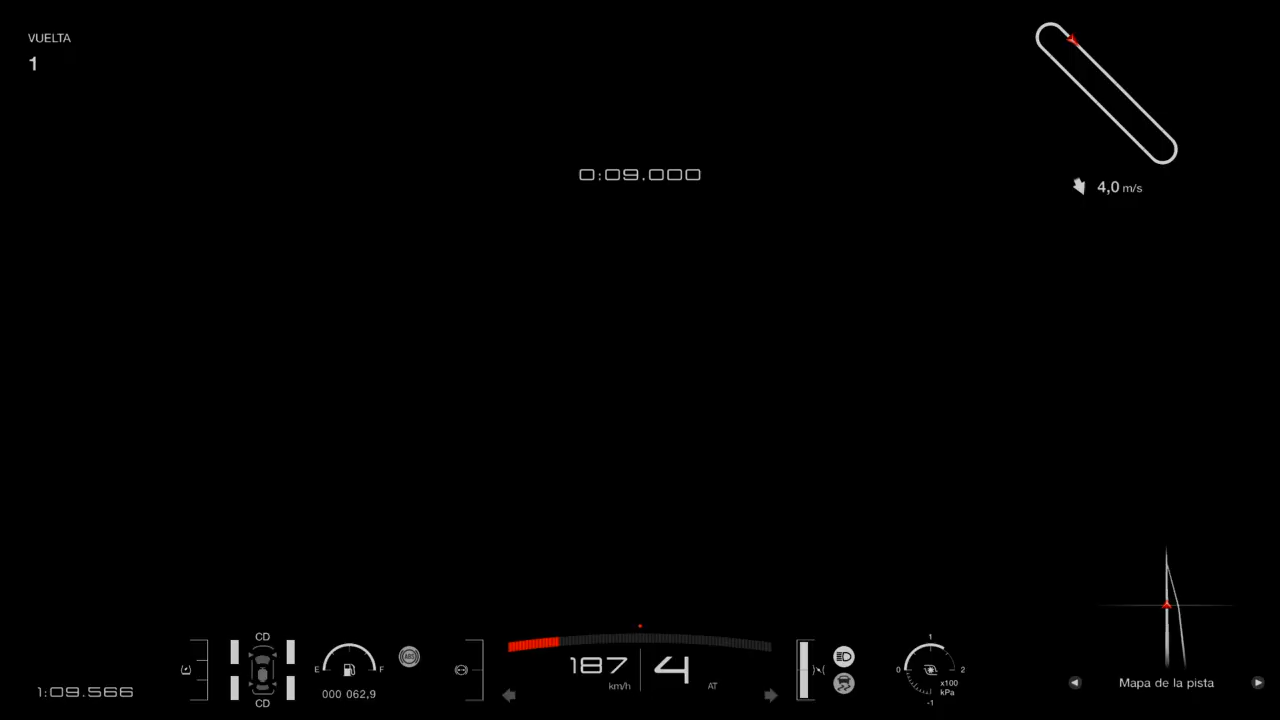 VUELTA
1
0:09.000
4,0 m/s
CD
ABS
E F
000 062,9
CD
187
km/h
4
AT
1
0 2
x100
kPa
-1
1:09.566
Mapa de la pista